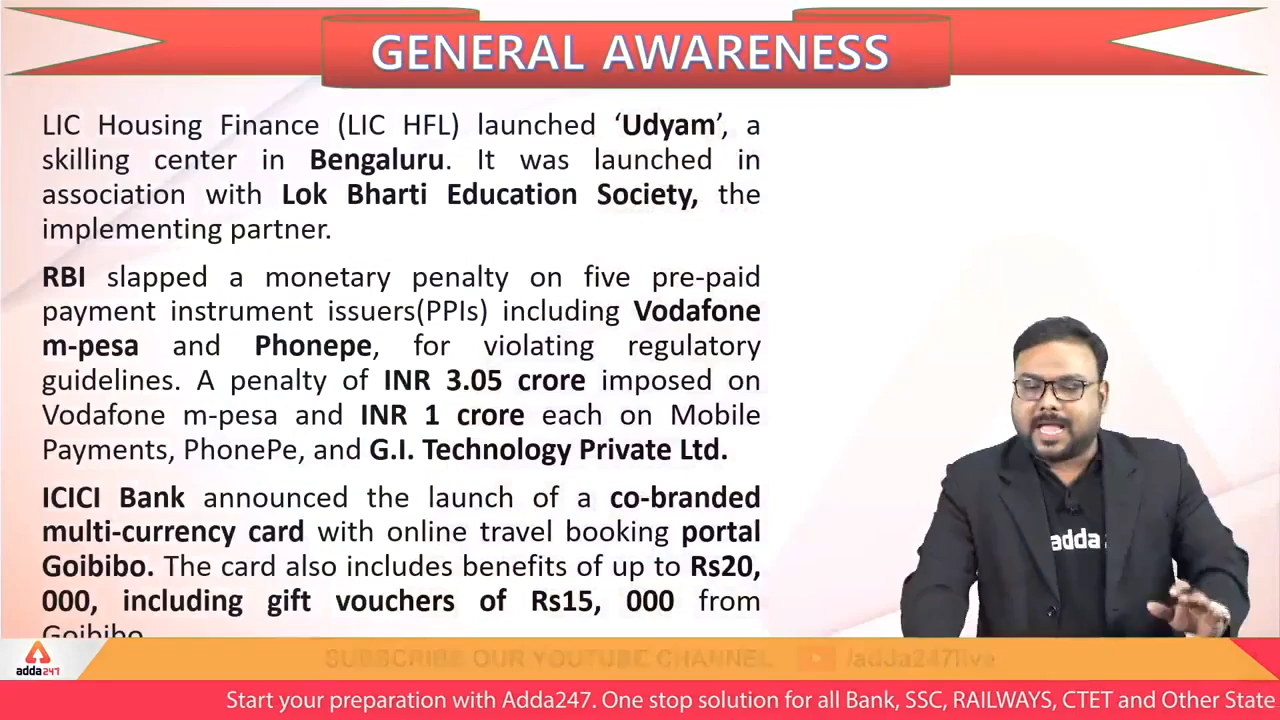 GENERAL AWARENESS
LIC Housing Finance (LIC HFL) launched ‘Udyam’, a
skilling center in Bengaluru. It was launched in
association with Lok Bharti Education Society, the
implementing partner.
RBI slapped a monetary penalty on five pre-paid
payment instrument issuers(PPIs) including Vodafone
m-pesa and Phonepe, for violating regulatory
guidelines. A penalty of INR 3.05 crore imposed on
Vodafone m-pesa and INR 1 crore each on Mobile
Payments, PhonePe, and G.I. Technology Private Ltd.
ICICI Bank announced the launch of a co-branded
multi-currency card with online travel booking portal
Goibibo. The card also includes benefits of up to Rs20,
000, including gift vouchers of Rs15, 000 from
Goibibo
adda
adda247
SUBSCRIBE OUR YOUTUBE CHANNEL /adda247live
Start your preparation with Adda247. One stop solution for all Bank, SSC, RAILWAYS, CTET and Other State